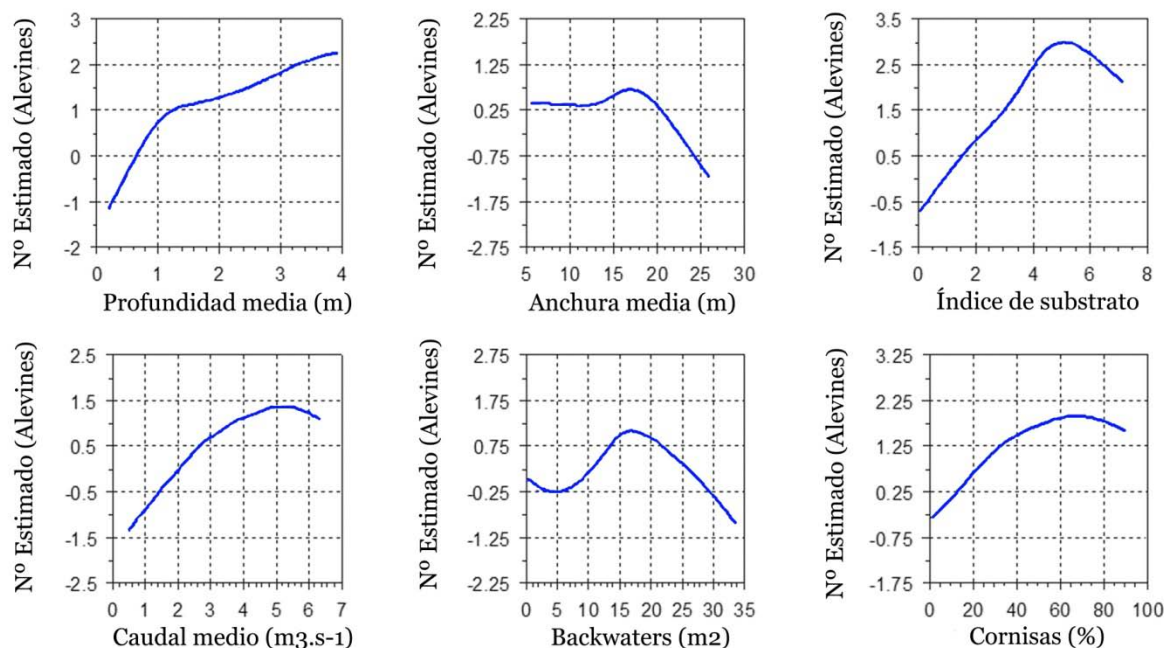 Nº Estimado (Alevines)
3
2
1
0
-1
-2
0 1 2 3 4
Profundidad media (m)
Nº Estimado (Alevines)
2.25
1.25
0.25
-0.75
-1.75
-2.75
5 10 15 20 25 30
Anchura media (m)
Nº Estimado (Alevines)
3.5
2.5
1.5
0.5
-0.5
-1.5
0 2 4 6 8
Índice de substrato
Nº Estimado (Alevines)
2.5
1.5
0.5
-0.5
-1.5
-2.5
0 1 2 3 4 5 6 7
Caudal medio (m3.s-1)
Nº Estimado (Alevines)
2.75
1.75
0.75
-0.25
-1.25
-2.25
0 5 10 15 20 25 30 35
Backwaters (m2)
Nº Estimado (Alevines)
3.25
2.25
1.25
0.25
-0.75
-1.75
0 20 40 60 80 100
Cornisas (%)